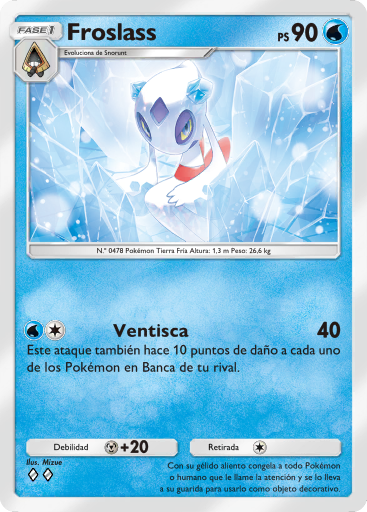 FASE 1
Froslass
PS 90
Evoluciona de Snorunt
N.º 0478 Pokémon Tierra Fría Altura: 1,3 m Peso: 26,6 kg
Ventisca 40
Este ataque también hace 10 puntos de daño a cada uno
de los Pokémon en Banca de tu rival.
Debilidad +20 Retirada
Ilus. Mizue
Con su gélido aliento congela a todo Pokémon
o humano que le llame la atención y se lo lleva
a su guarida para usarlo como objeto decorativo.